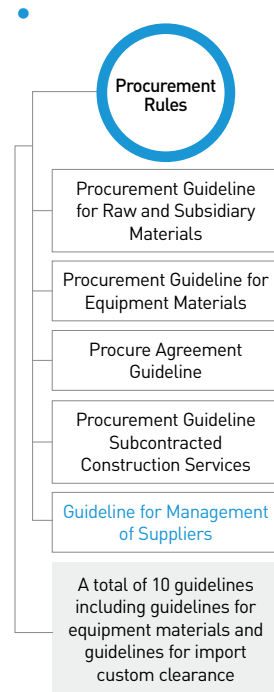 Procurement
Rules
Procurement Guideline
for Raw and Subsidiary
Materials
Procurement Guideline for
Equipment Materials
Procure Agreement
Guideline
Procurement Guideline
Subcontracted
Construction Services
Guideline for Management
of Suppliers
A total of 10 guidelines
including guidelines for
equipment materials and
guidelines for import
custom clearance